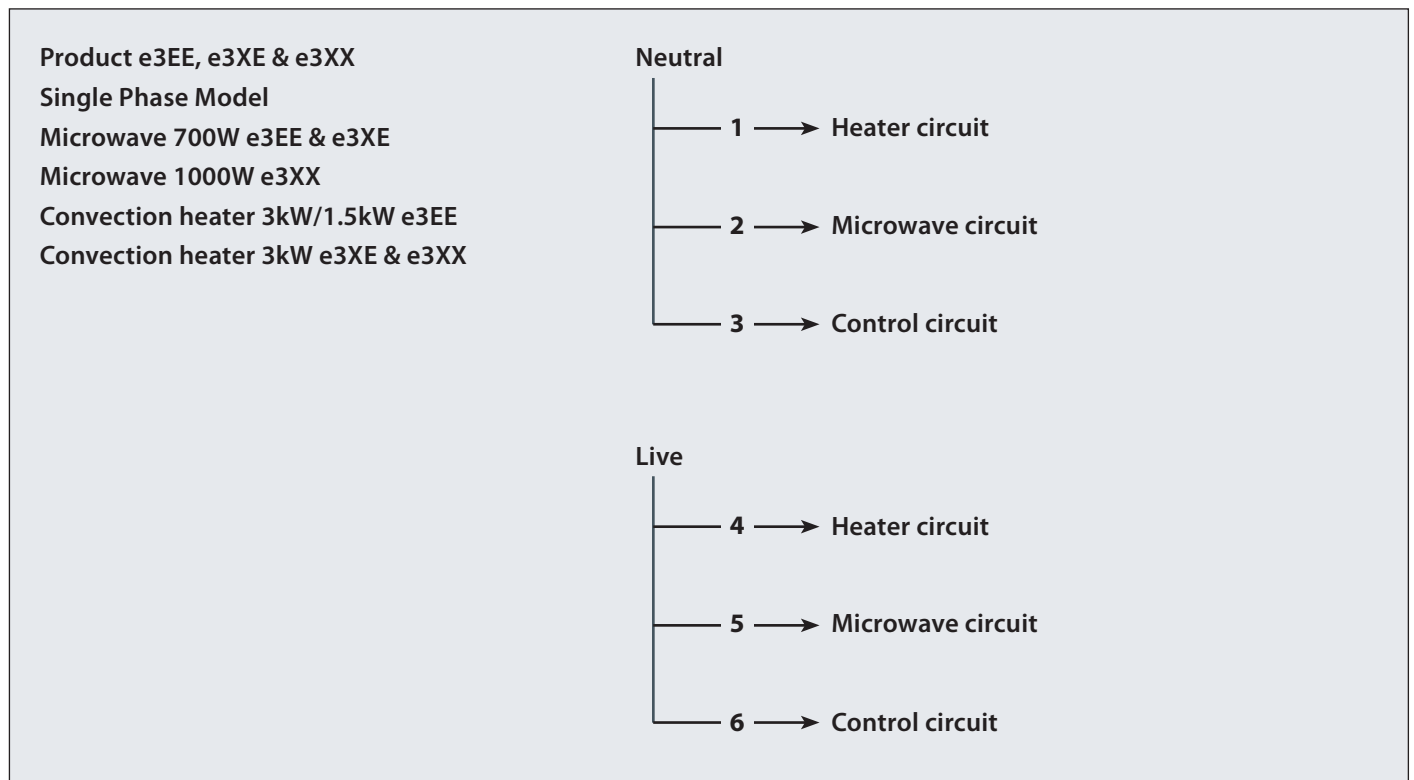 Product e3EE, e3XE & e3XX
Single Phase Model
Microwave 700W e3EE & e3XE
Microwave 1000W e3XX
Convection heater 3kW/1.5kW e3EE
Convection heater 3kW e3XE & e3XX
Neutral
1 Heater circuit
2 Microwave circuit
3 Control circuit
Live
4 Heater circuit
5 Microwave circuit
6 Control circuit